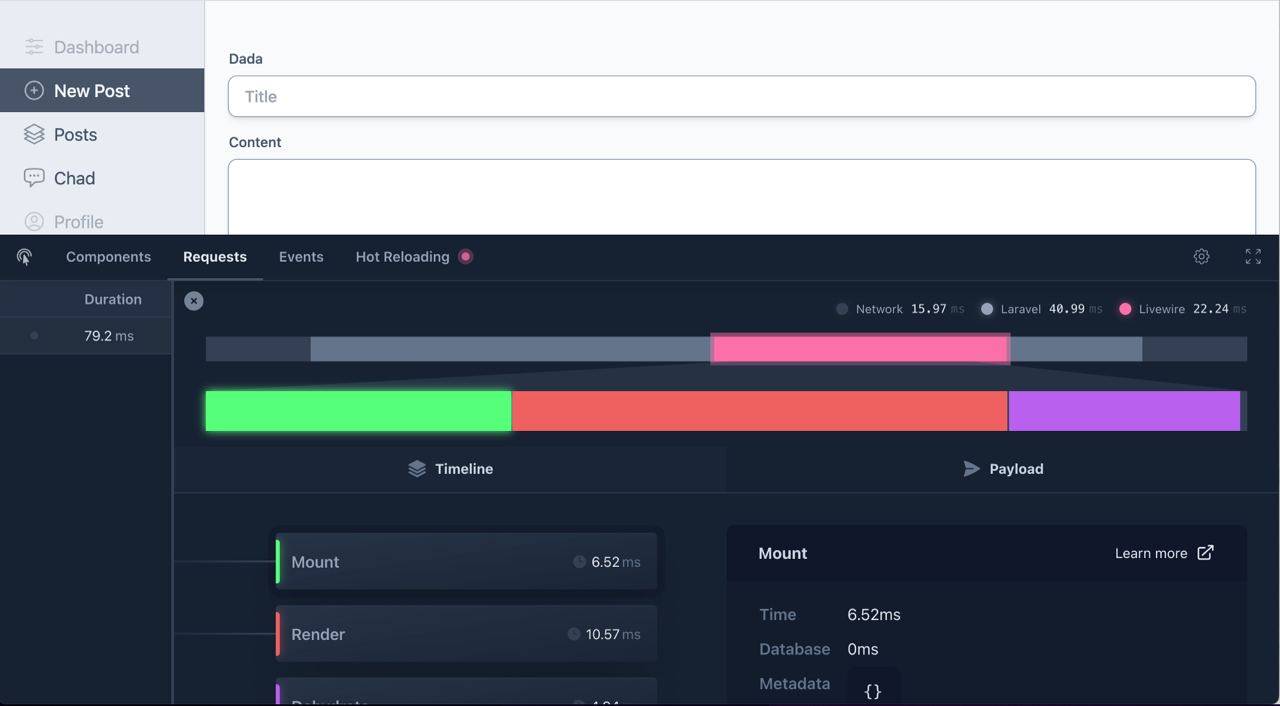 Dashboard
New Post
Posts
Chad
Profile
Dada
Title
Content
Components Requests Events Hot Reloading
Duration
79.2 ms
Network 15.97 ms Laravel 40.99 ms Livewire 22.24 ms
Timeline Payload
Mount 6.52 ms
Render 10.57 ms
Mount Learn more
Time 6.52ms
Database 0ms
Metadata {}